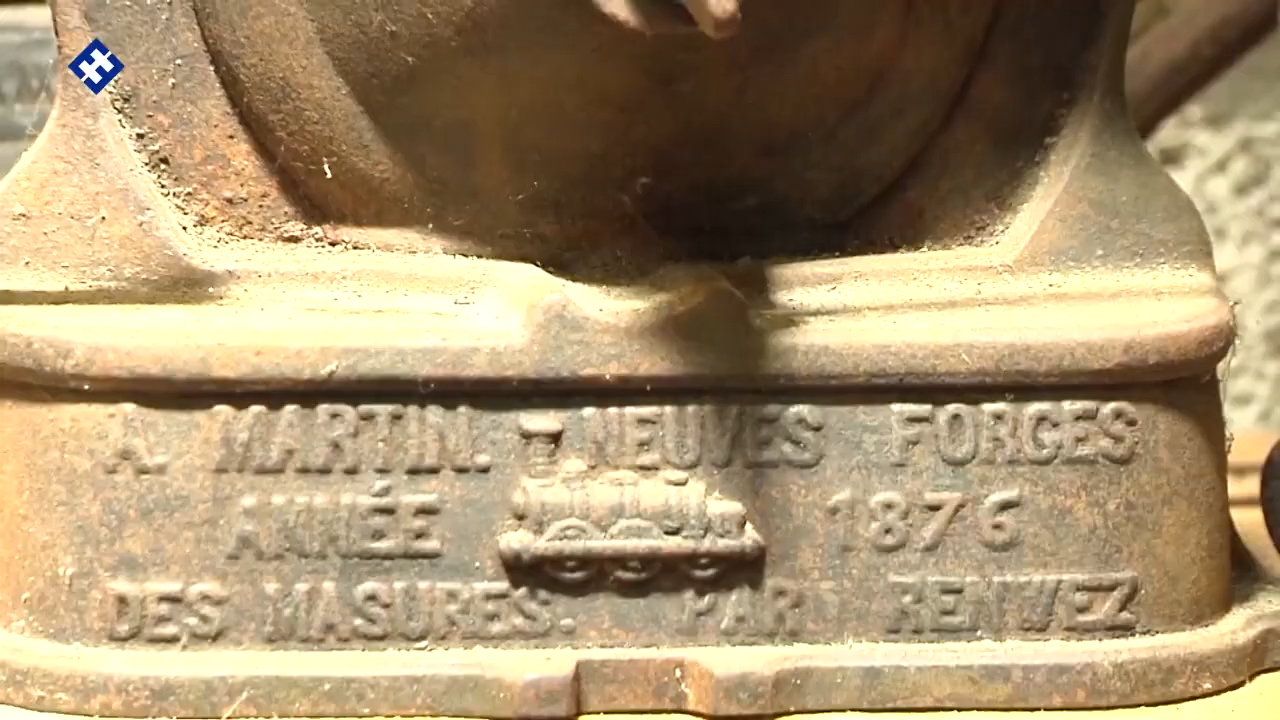 A. MARTIN. NEUVES FORGES
ANNÉE 1876
DES MASURES. PAR RENWEZ